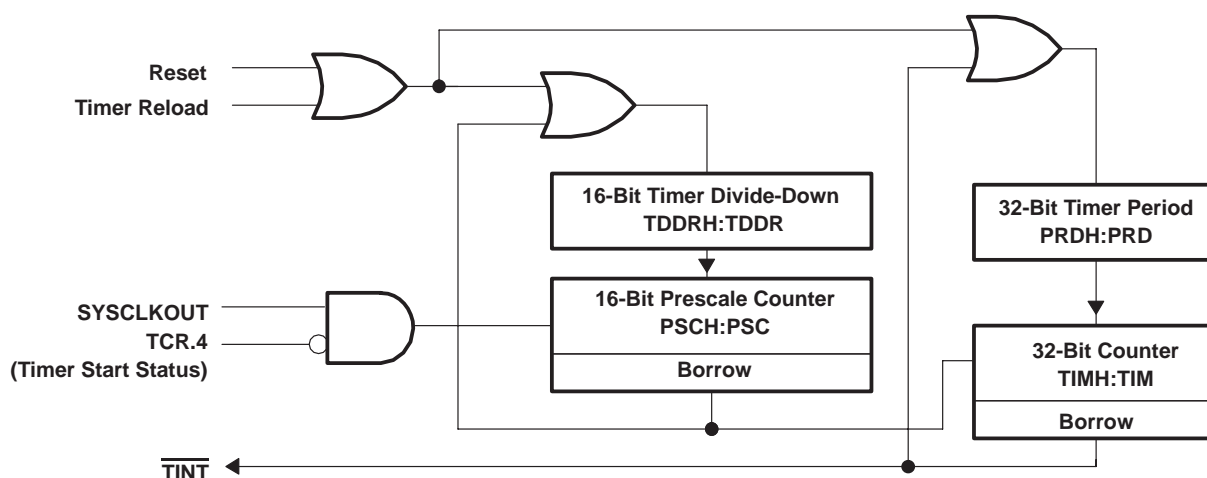 Reset
Timer Reload
16-Bit Timer Divide-Down
TDDRH:TDDR
32-Bit Timer Period
PRDH:PRD
SYSCLKOUT
TCR.4
(Timer Start Status)
16-Bit Prescale Counter
PSCH:PSC
Borrow
32-Bit Counter
TIMH:TIM
Borrow
TINT